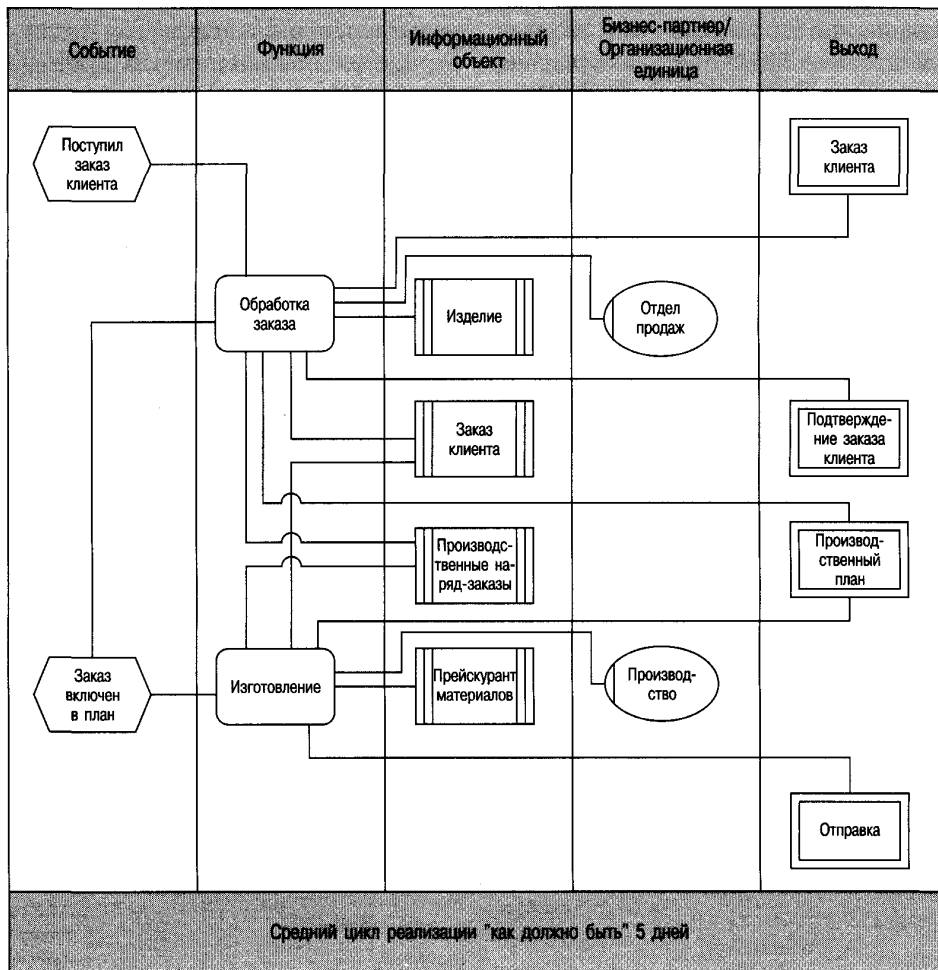 Событие
Функция
Информационный
объект
Бизнес-партнер/
Организационная
единица
Выход
Поступил
заказ
клиента
Заказ
клиента
Обработка
заказа
Изделие
Отдел
продаж
Заказ
клиента
Подтвержде-
ние заказа
клиента
Производс-
твенные на-
ряд-заказы
Производ-
ственный
план
Заказ
включен
в план
Изготовление
Прейскурант
материалов
Производ-
ство
Отправка
Средний цикл реализации "как должно быть" 5 дней